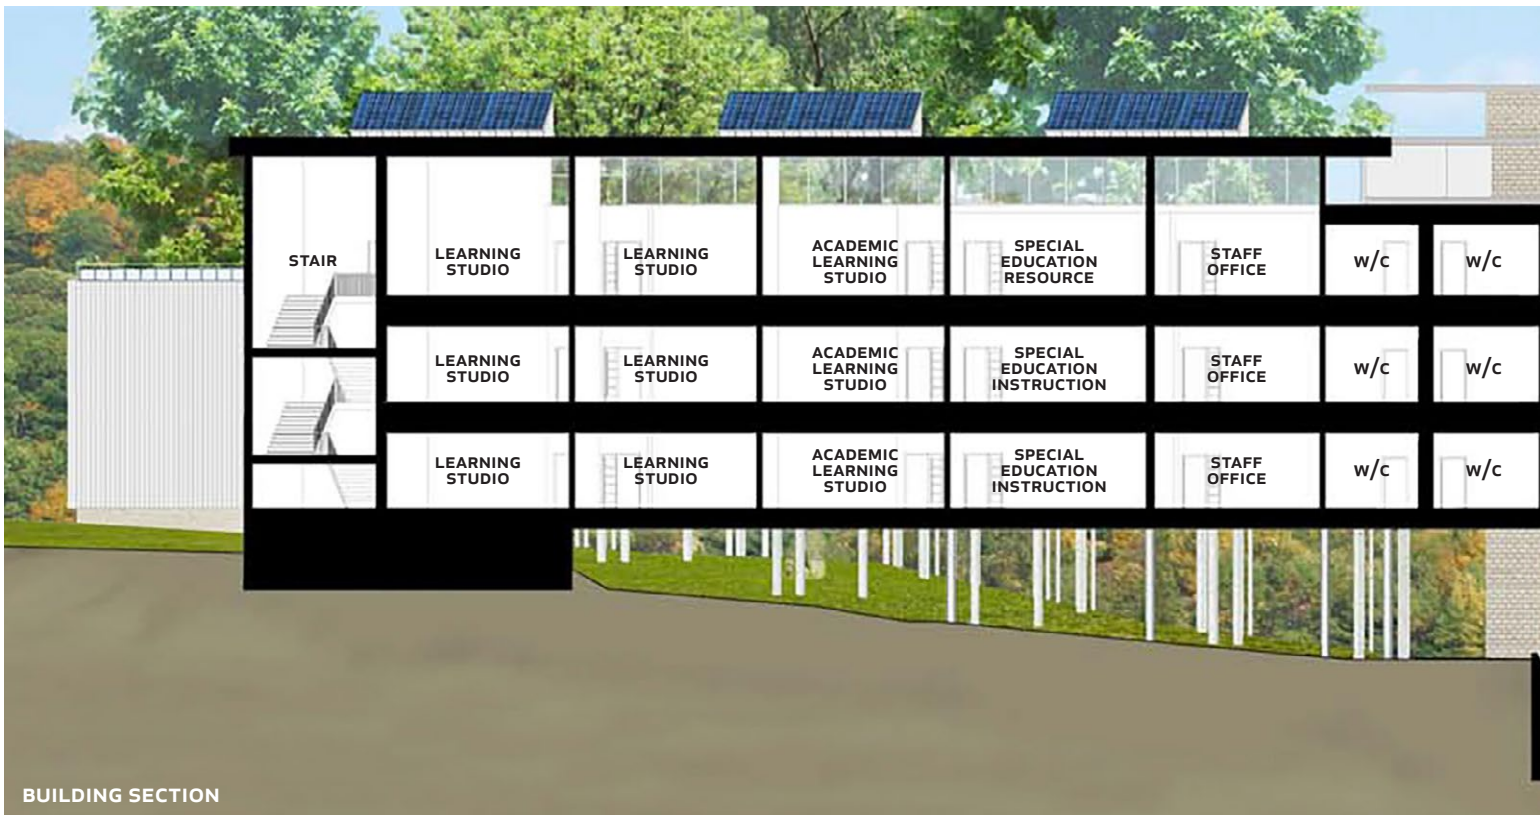 STAIR
LEARNING
STUDIO
LEARNING
STUDIO
ACADEMIC
LEARNING
STUDIO
SPECIAL
EDUCATION
RESOURCE
STAFF
OFFICE
W/C
W/C
LEARNING
STUDIO
LEARNING
STUDIO
ACADEMIC
LEARNING
STUDIO
SPECIAL
EDUCATION
INSTRUCTION
STAFF
OFFICE
W/C
W/C
LEARNING
STUDIO
LEARNING
STUDIO
ACADEMIC
LEARNING
STUDIO
SPECIAL
EDUCATION
INSTRUCTION
STAFF
OFFICE
W/C
W/C
BUILDING SECTION